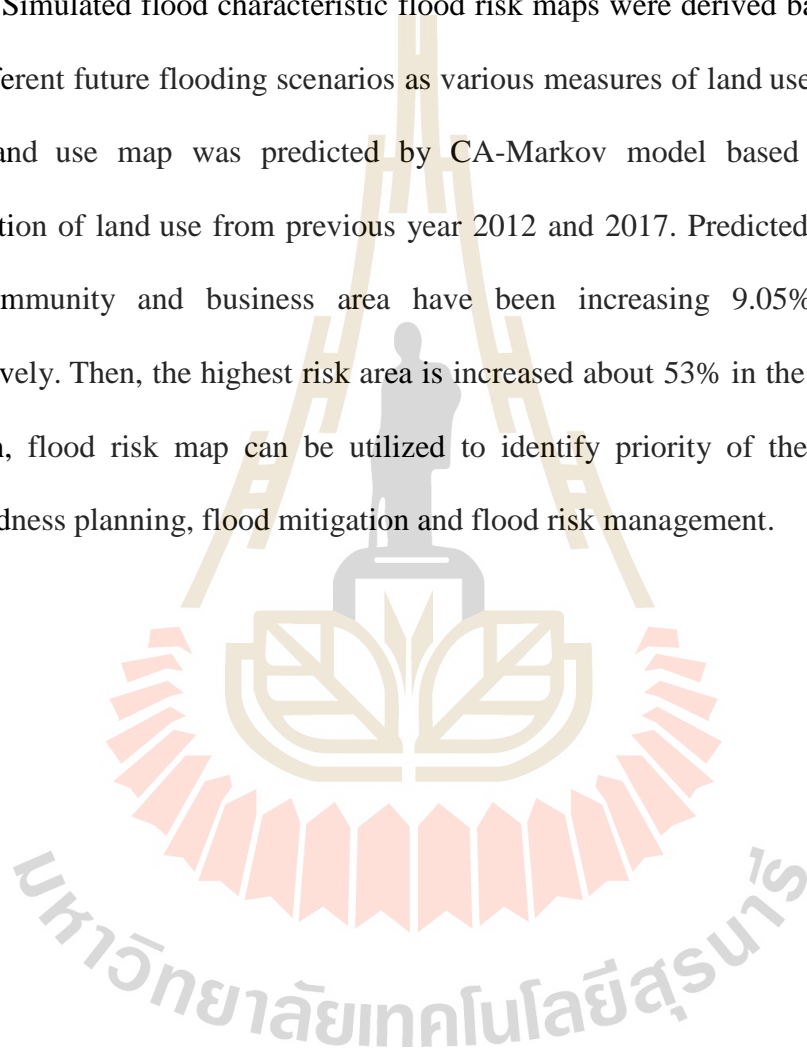 Simulated flood characteristic flood risk maps were derived ba
ferent future flooding scenarios as various measures of land use
and use map was predicted by CA-Markov model based
tion of land use from previous year 2012 and 2017. Predicted
mmunity and business area have been increasing 9.05%
vely. Then, the highest risk area is increased about 53% in the
, flood risk map can be utilized to identify priority of the
dness planning, flood mitigation and flood risk management.
มหาวิทยาลัยเทคโนโลยีสุรนารี